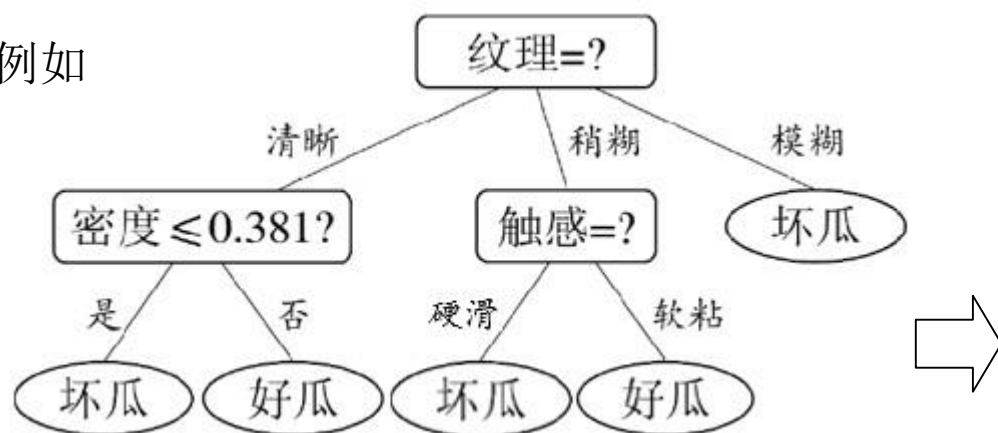 例如
纹理=?
清晰 稍糊 模糊
密度≤0.381? 触感=? 坏瓜
是 否 硬滑 软粘
坏瓜 好瓜 坏瓜 好瓜